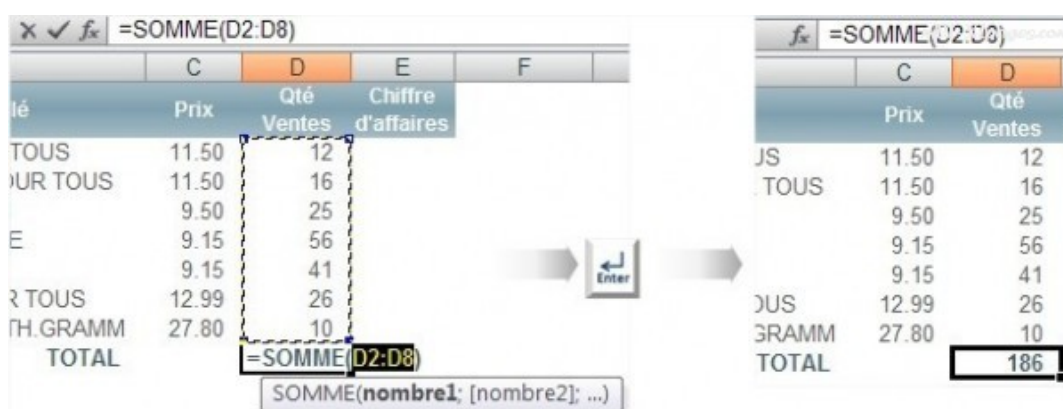 =SOMME(D2:D8)
C D E F
lé Prix Qté Ventes Chiffre d'affaires
TOUS 11.50 12
UR TOUS 11.50 16
9.50 25
E 9.15 56
9.15 41
R TOUS 12.99 26
TH.GRAMM 27.80 10
TOTAL =SOMME(D2:D8)
SOMME(nombre1; [nombre2]; ...)
Enter
fx =SOMME(D2:D8)
C D
Prix Qté Ventes
US 11.50 12
TOUS 11.50 16
9.50 25
9.15 56
9.15 41
OUS 12.99 26
GRAMM 27.80 10
TOTAL 186